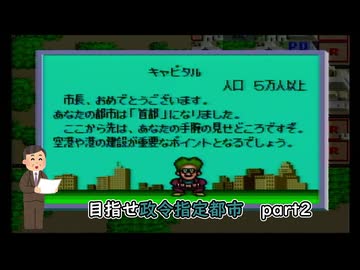 キャピタル
人口 5万人以上
市長、おめでとうございます。
あなたの都市は「首都」になりました。
ここから先は、あなたの手腕の見せどころですぞ。
空港や港の建設が重要なポイントとなるでしょう。
目指せ政令指定都市 part2